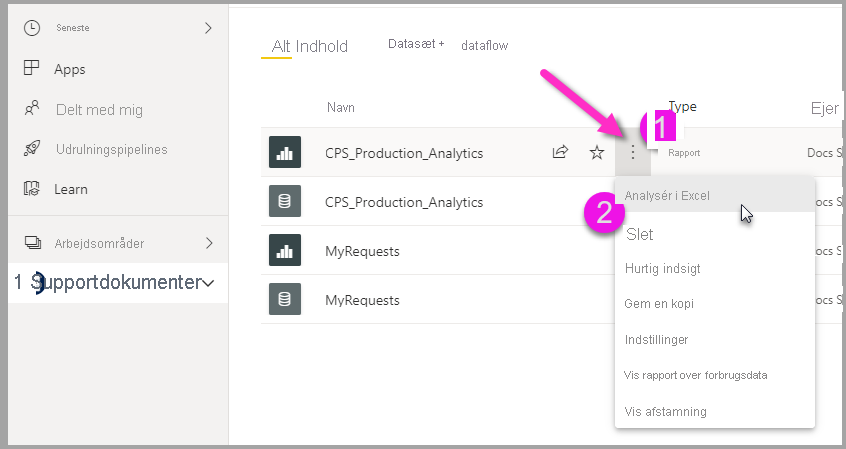 Seneste
Apps
Delt med mig
Udrulningspipelines
Learn
Arbejdsområder
1 Supportdokumenter
Alt Indhold
Datasæt +
dataflow
Navn
Type
Ejer
1
CPS_Production_Analytics
Rapport
Docs S
CPS_Production_Analytics
Docs S
MyRequests
Docs S
MyRequests
Docs S
2
Analysér i Excel
Slet
Hurtig indsigt
Gem en kopi
Indstillinger
Vis rapport over forbrugsdata
Vis afstamning